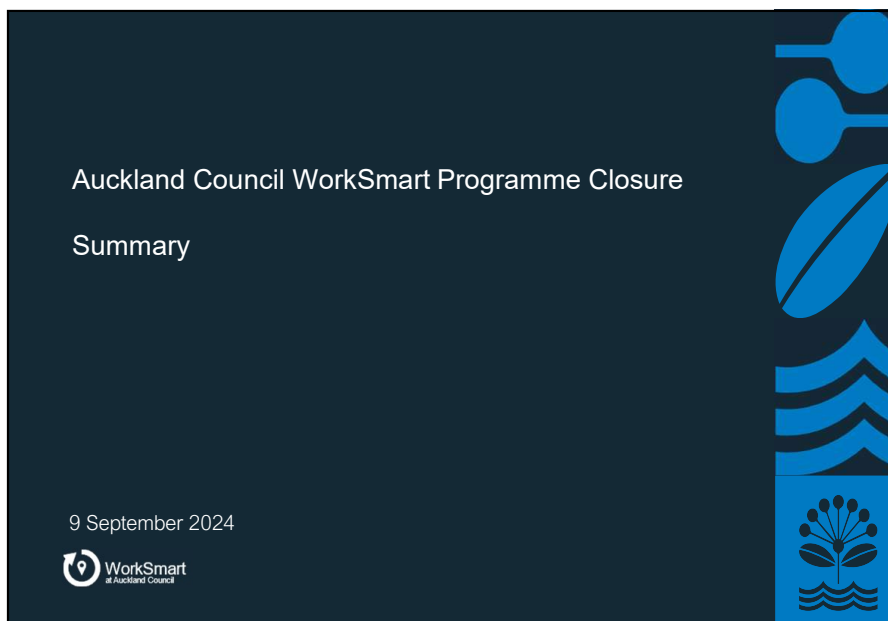 Auckland Council WorkSmart Programme Closure
Summary
9 September 2024
WorkSmart
at Auckland Council